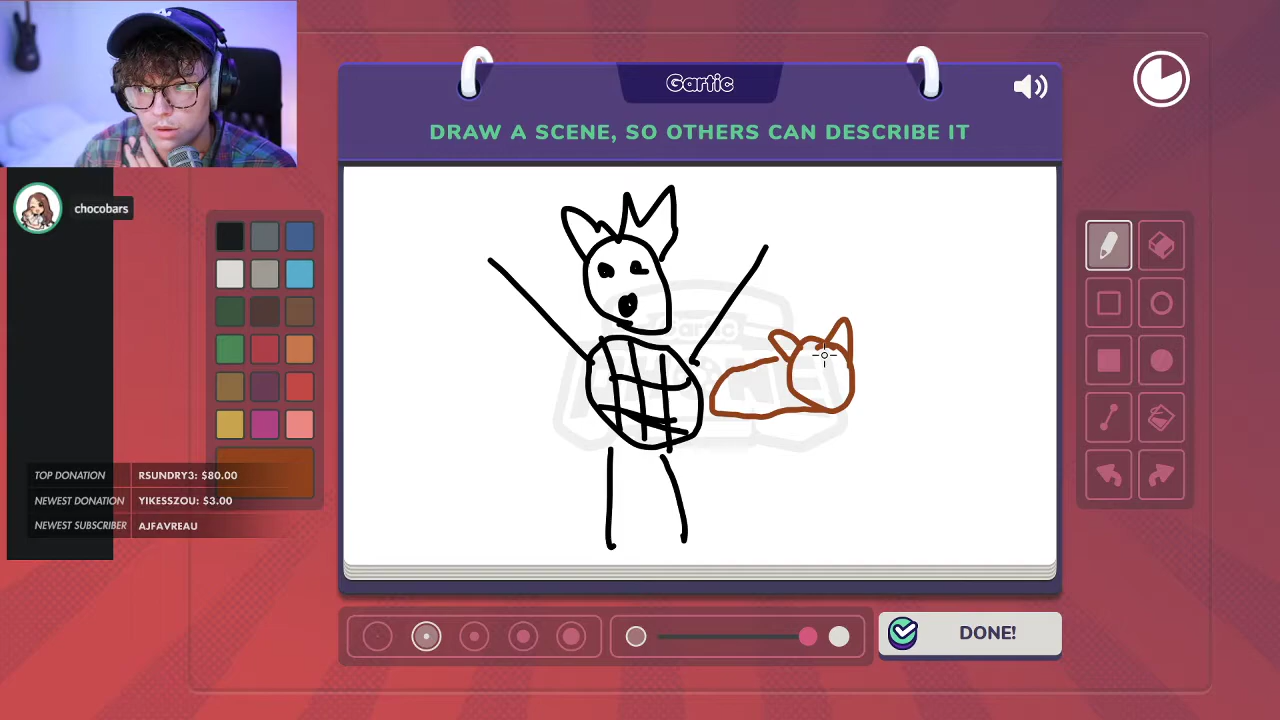 Gartic
DRAW A SCENE, SO OTHERS CAN DESCRIBE IT
chocobars
TOP DONATION RSUNDRY3: $80.00
NEWEST DONATION YIKESSZOU: $3.00
NEWEST SUBSCRIBER AJFAVREAU
DONE!